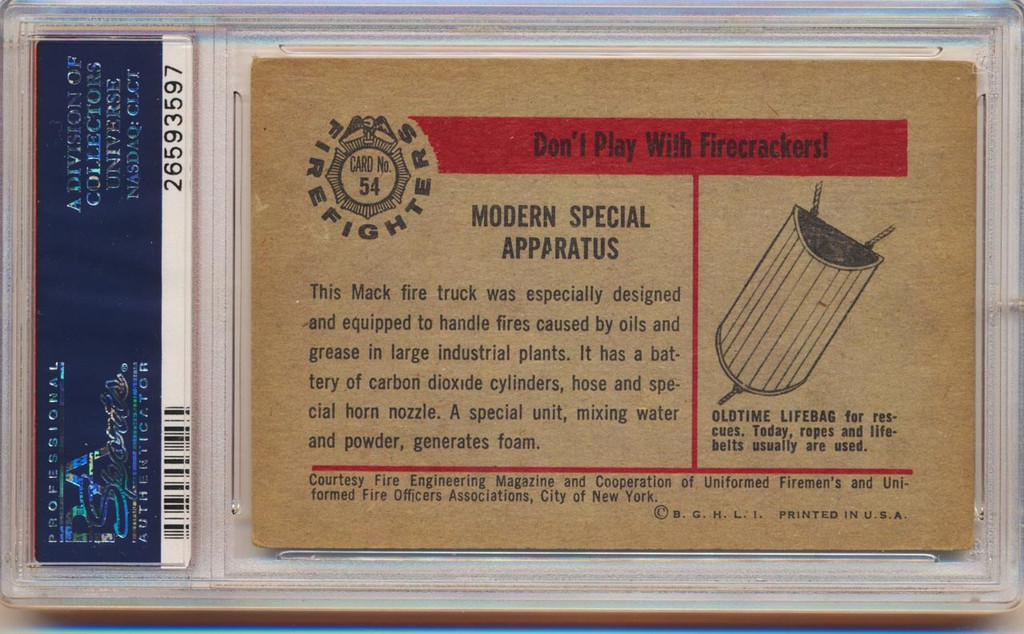 A DIVISION OF
COLLECTORS
UNIVERSE
NASDAQ: CLCT
26593597
PROFESSIONAL
PSA
Sports®
AUTHENTICATOR
FIREFIGHTERS
CARD No.
54
Don't Play With Firecrackers!
MODERN SPECIAL
APPARATUS
This Mack fire truck was especially designed
and equipped to handle fires caused by oils and
grease in large industrial plants. It has a bat-
tery of carbon dioxide cylinders, hose and spe-
cial horn nozzle. A special unit, mixing water
and powder, generates foam.
OLDTIME LIFEBAG for res-
cues. Today, ropes and life-
belts usually are used.
Courtesy Fire Engineering Magazine and Cooperation of Uniformed Firemen's and Uni-
formed Fire Officers Associations, City of New York.
© B. G. H. L. I. PRINTED IN U.S.A.